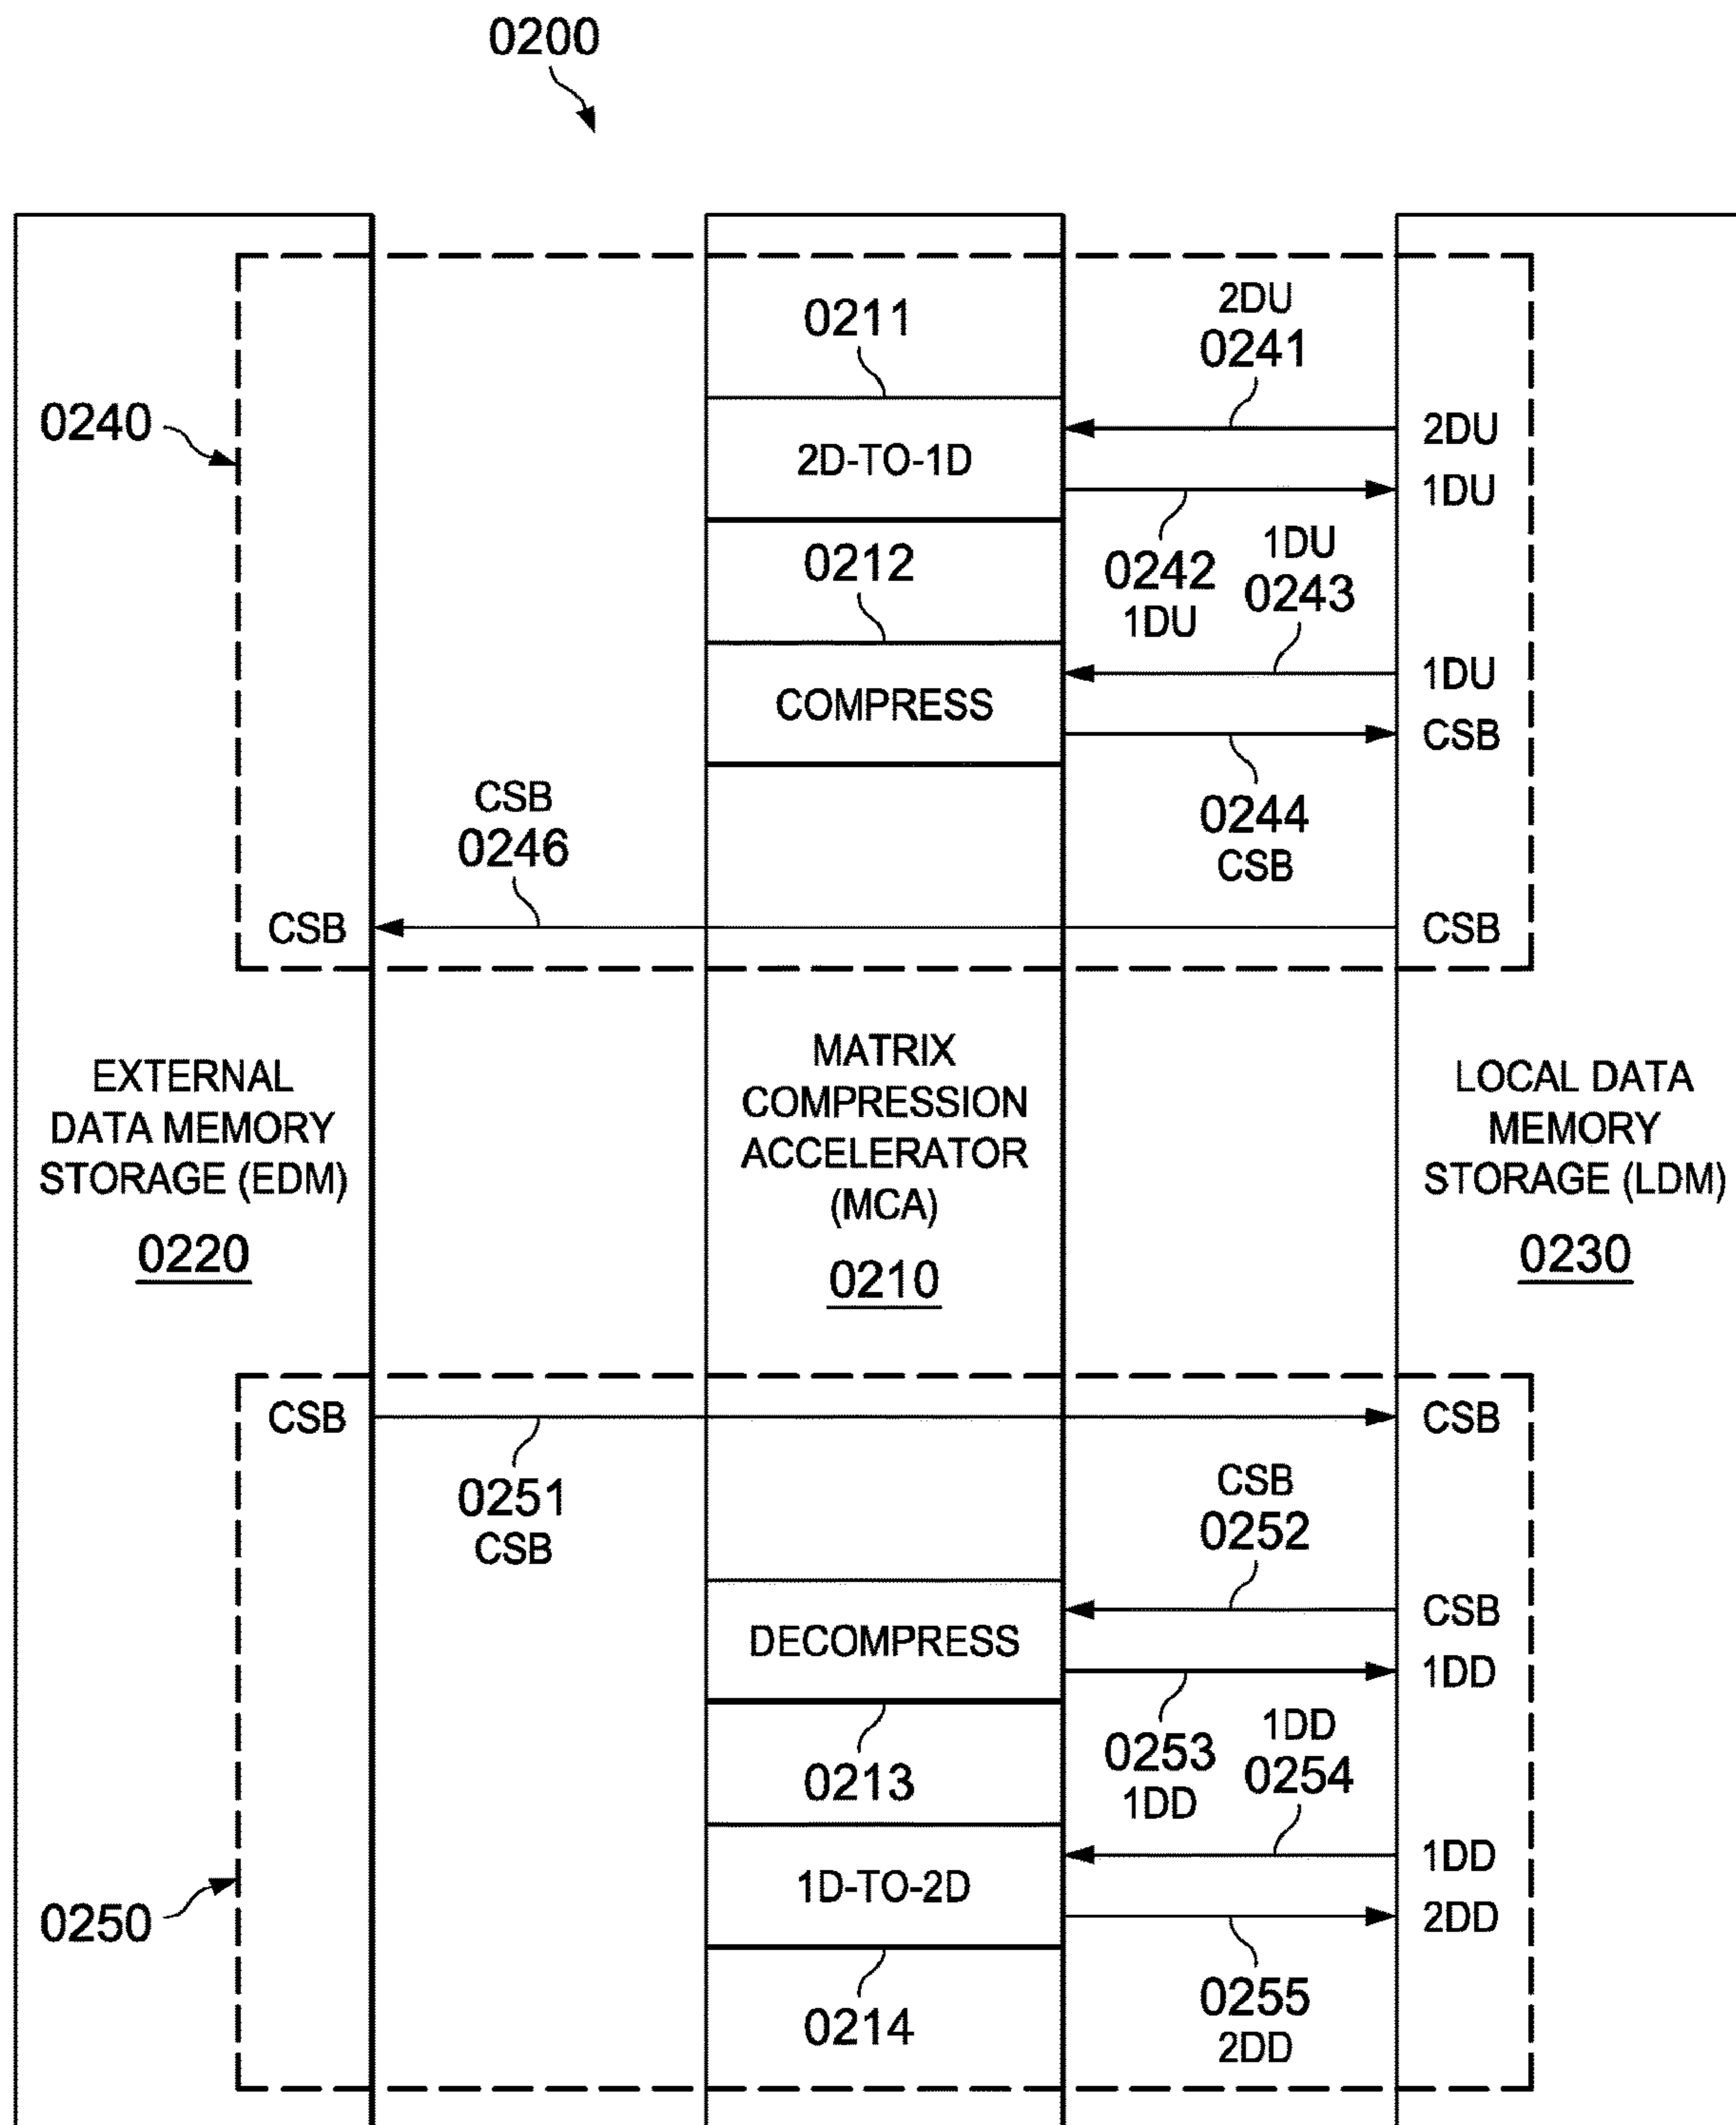 0200
0211
2DU
0241
0240
2DU
2D-TO-1D
1DU
0212
0242
1DU
1DU
0243
1DU
COMPRESS
CSB
CSB
0246
0244
CSB
CSB
CSB
EXTERNAL
DATA MEMORY
STORAGE (EDM)
0220
MATRIX
COMPRESSION
ACCELERATOR
(MCA)
0210
LOCAL DATA
MEMORY
STORAGE (LDM)
0230
CSB
CSB
0251
CSB
CSB
0252
CSB
DECOMPRESS
1DD
0213
0253
1DD
1DD
0254
1DD
1D-TO-2D
2DD
0250
0214
0255
2DD